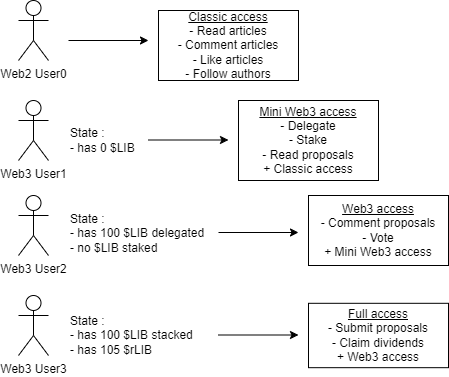 Web2 User0
Classic access
- Read articles
- Comment articles
- Like articles
- Follow authors
Web3 User1
State :
- has 0 $LIB
Mini Web3 access
- Delegate
- Stake
- Read proposals
+ Classic access
Web3 User2
State :
- has 100 $LIB delegated
- no $LIB staked
Web3 access
- Comment proposals
- Vote
+ Mini Web3 access
Web3 User3
State :
- has 100 $LIB stacked
- has 105 $rLIB
Full access
- Submit proposals
- Claim dividends
+ Web3 access